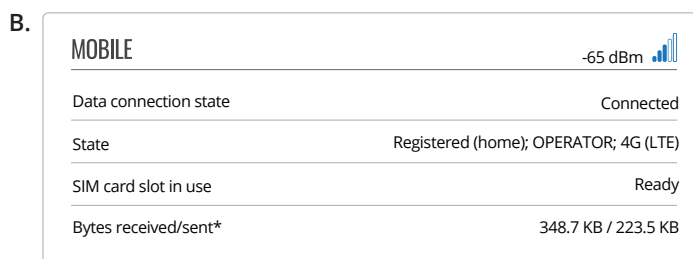 B.
MOBILE -65 dBm
Data connection state Connected
State Registered (home); OPERATOR; 4G (LTE)
SIM card slot in use Ready
Bytes received/sent* 348.7 KB / 223.5 KB